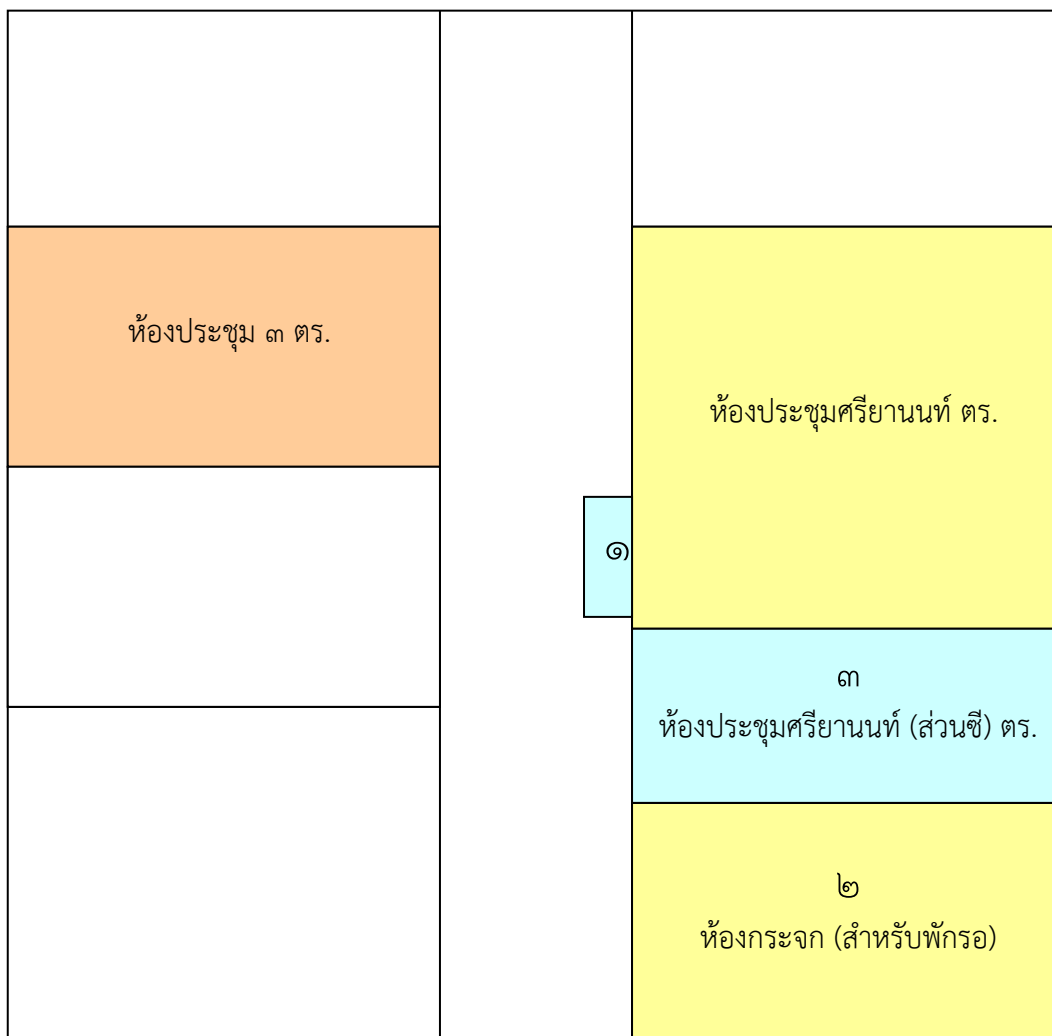 ห้องประชุม ๓ ตร.
ห้องประชุมศรียานนท์ ตร.
๑
๓
ห้องประชุมศรียานนท์ (ส่วนซี) ตร.
๒
ห้องกระจก (สำหรับพักรอ)